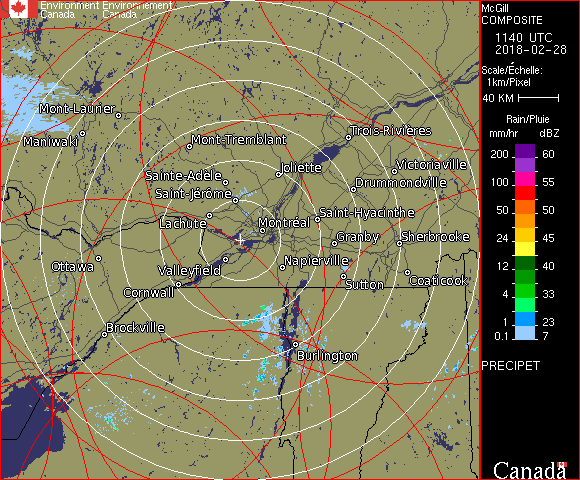 Environment Environnement
Canada Canada
McGill
COMPOSITE
1140 UTC
2018-02-28
Scale/Échelle:
1km/Pixel
40 KM
Rain/Pluie
mm/hr dBZ
200 60
100 55
50 50
24 45
12 40
4 33
1 23
0.1 7
PRECIPET
Canada
Mont-Laurier
Maniwaki
Mont-Tremblant
Trois-Rivières
Sainte-Adèle
Joliette
Victoriaville
Saint-Jérôme
Drummondville
Lachute
Montréal
Saint-Hyacinthe
Granby
Sherbrooke
Ottawa
Valleyfield
Napierville
Cornwall
Sutton
Coaticook
Brockville
Burlington